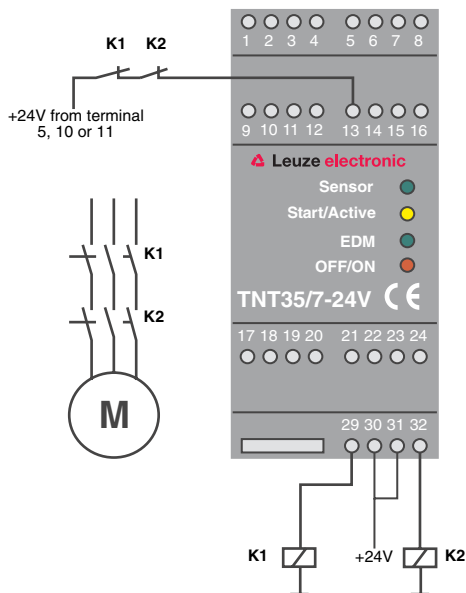 1 2 3 4 5 6 7 8
K1 K2
+24V from terminal
5, 10 or 11
9 10 11 12 13 14 15 16
Leuze electronic
Sensor
Start/Active
EDM
OFF/ON
TNT35/7-24V CE
K1
K2
M
17 18 19 20 21 22 23 24
29 30 31 32
K1 +24V K2